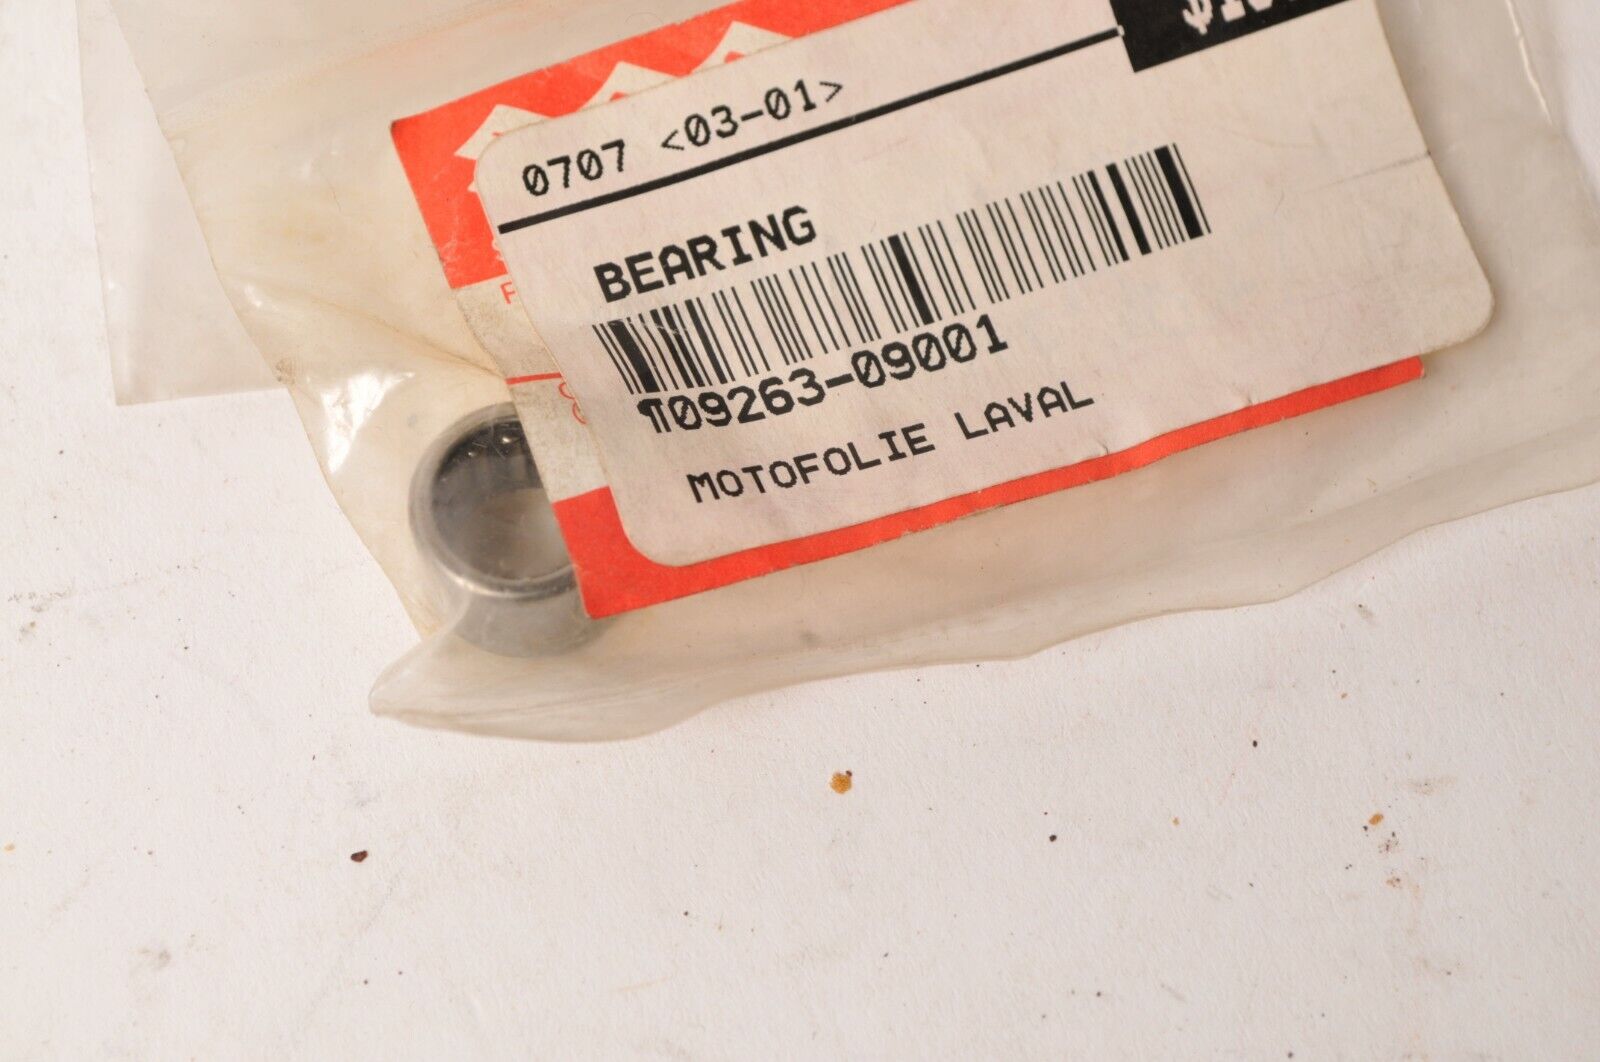 0707 <03-01>
BEARING
¶09263-09001
MOTOFOLIE LAVAL